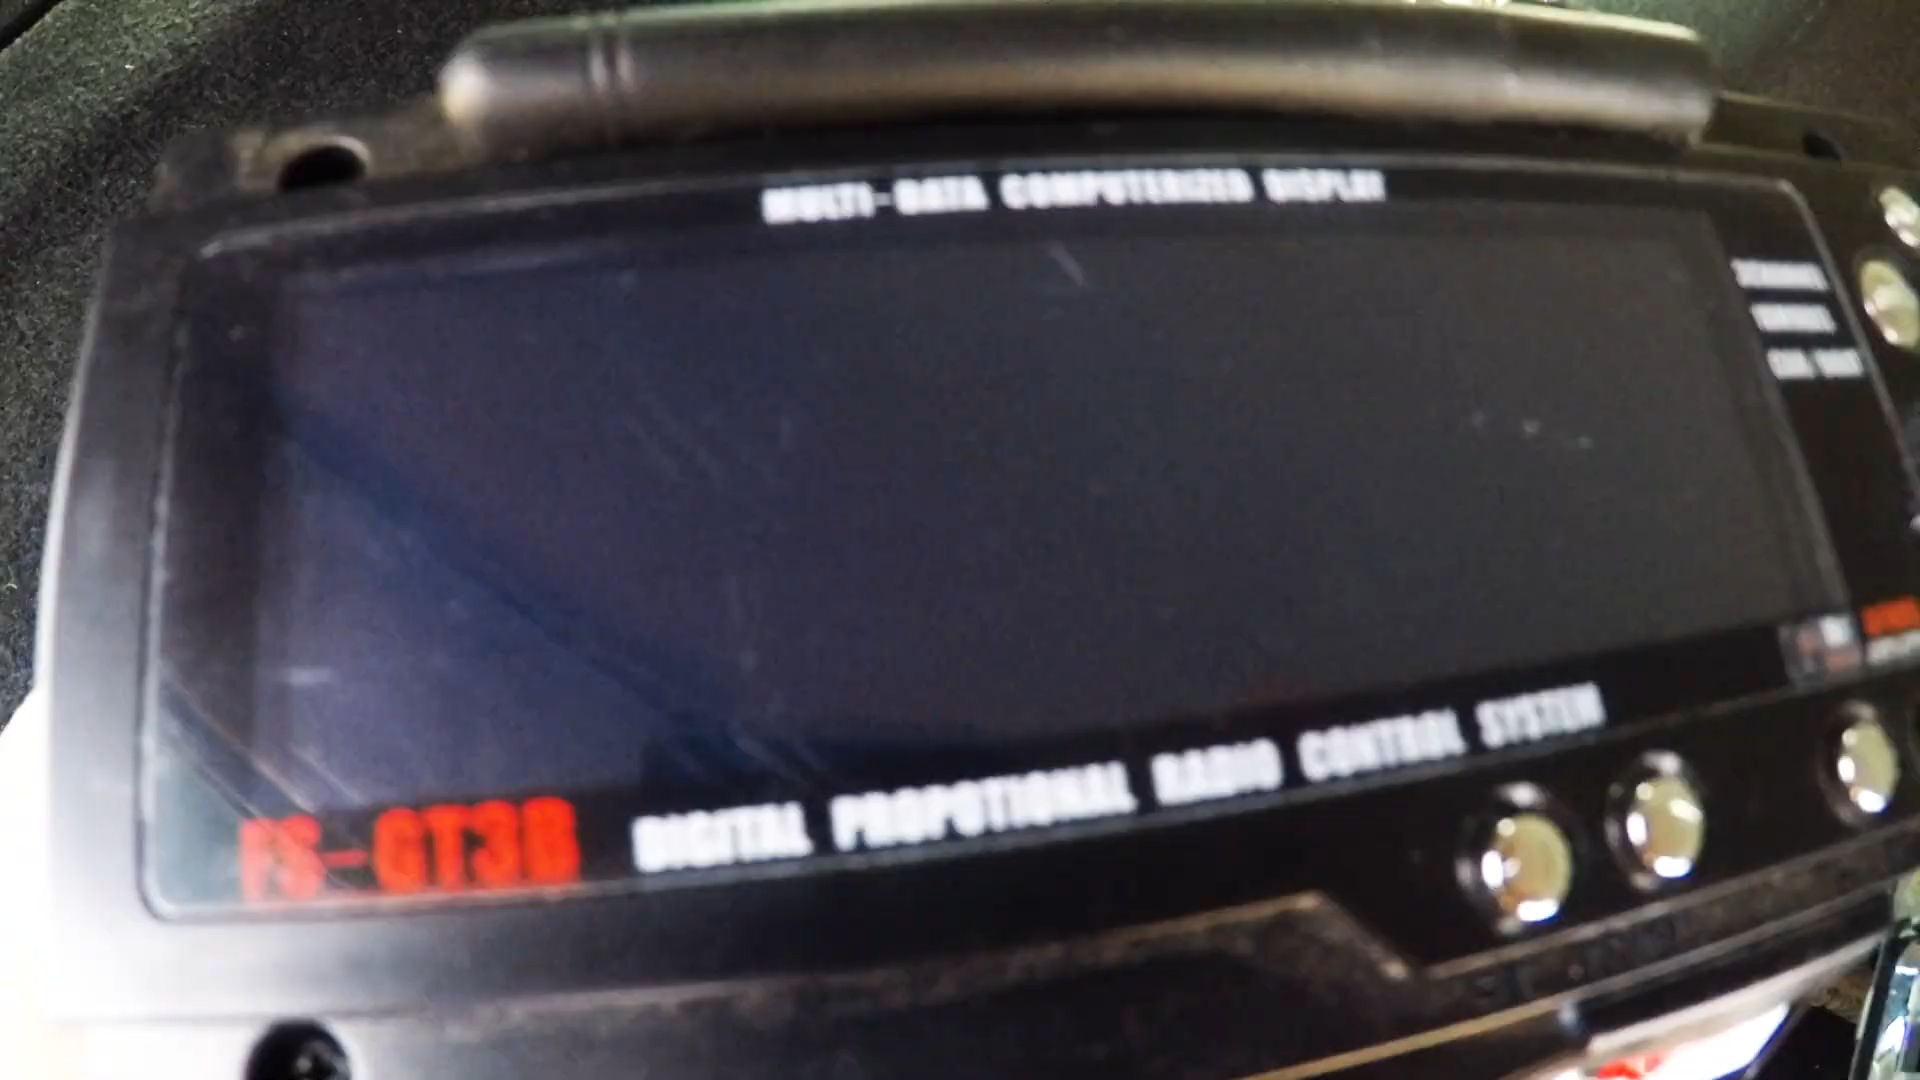 MULTI-DATA COMPUTERIZED DISPLAY
FS-GT3B DIGITAL PROPOTIONAL RADIO CONTROL SYSTEM